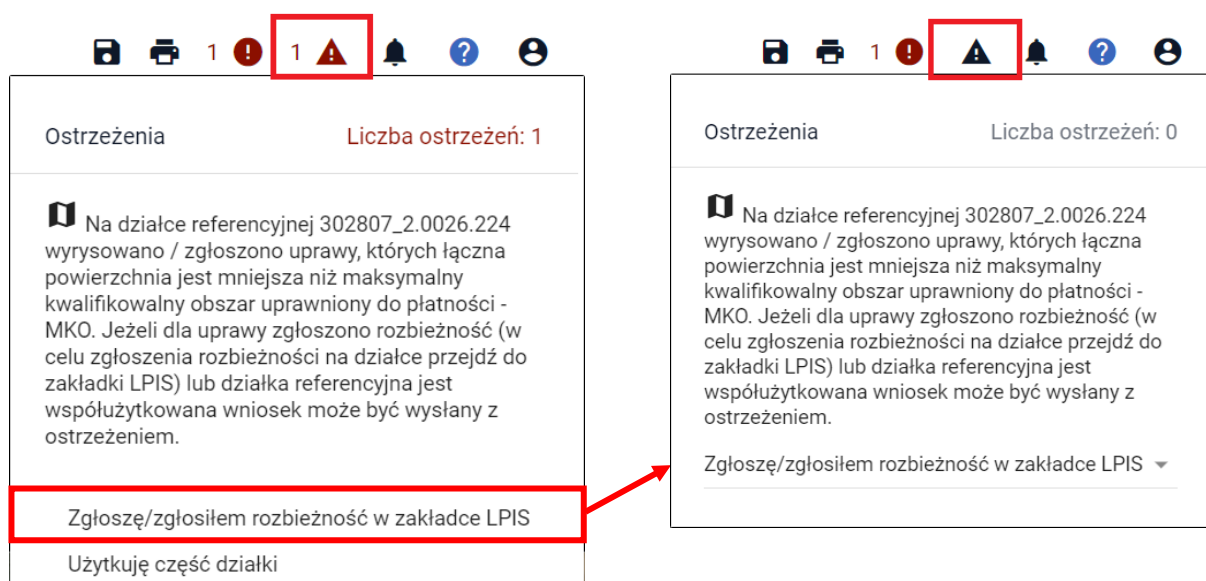 1 ! 1 ! ?
Ostrzeżenia Liczba ostrzeżeń: 1
Na działce referencyjnej 302807_2.0026.224
wyrysowano / zgłoszono uprawy, których łączna
powierzchnia jest mniejsza niż maksymalny
kwalifikowalny obszar uprawniony do płatności -
MKO. Jeżeli dla uprawy zgłoszono rozbieżność (w
celu zgłoszenia rozbieżności na działce przejdź do
zakładki LPIS) lub działka referencyjna jest
współużytkowana wniosek może być wysłany z
ostrzeżeniem.
Zgłoszę/zgłosiłem rozbieżność w zakładce LPIS
Użytkuję część działki
1 ! ! ?
Ostrzeżenia Liczba ostrzeżeń: 0
Na działce referencyjnej 302807_2.0026.224
wyrysowano / zgłoszono uprawy, których łączna
powierzchnia jest mniejsza niż maksymalny
kwalifikowalny obszar uprawniony do płatności -
MKO. Jeżeli dla uprawy zgłoszono rozbieżność (w
celu zgłoszenia rozbieżności na działce przejdź do
zakładki LPIS) lub działka referencyjna jest
współużytkowana wniosek może być wysłany z
ostrzeżeniem.
Zgłoszę/zgłosiłem rozbieżność w zakładce LPIS